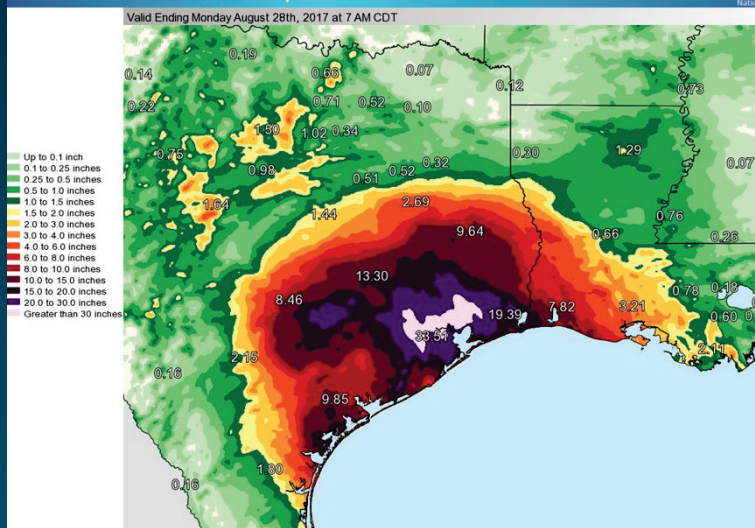 Natio
Valid Ending Monday August 28th, 2017 at 7 AM CDT
Up to 0.1 inch
0.1 to 0.25 inches
0.25 to 0.5 inches
0.5 to 1.0 inches
1.0 to 1.5 inches
1.5 to 2.0 inches
2.0 to 3.0 inches
3.0 to 4.0 inches
4.0 to 6.0 inches
6.0 to 8.0 inches
8.0 to 10.0 inches
10.0 to 15.0 inches
15.0 to 20.0 inches
20.0 to 30.0 inches
Greater than 30 inches
0.19
0.14
0.66
0.07
0.12
0.73
0.22
0.71
0.52
0.10
1.50
1.02
0.34
0.75
0.98
0.51
0.52
0.32
0.30
1.29
0.07
1.64
1.44
2.69
0.76
9.64
0.66
0.26
13.30
8.46
19.39
7.82
3.21
0.78
0.18
0.60
33.51
2.15
2.11
0.16
9.85
1.80
0.16